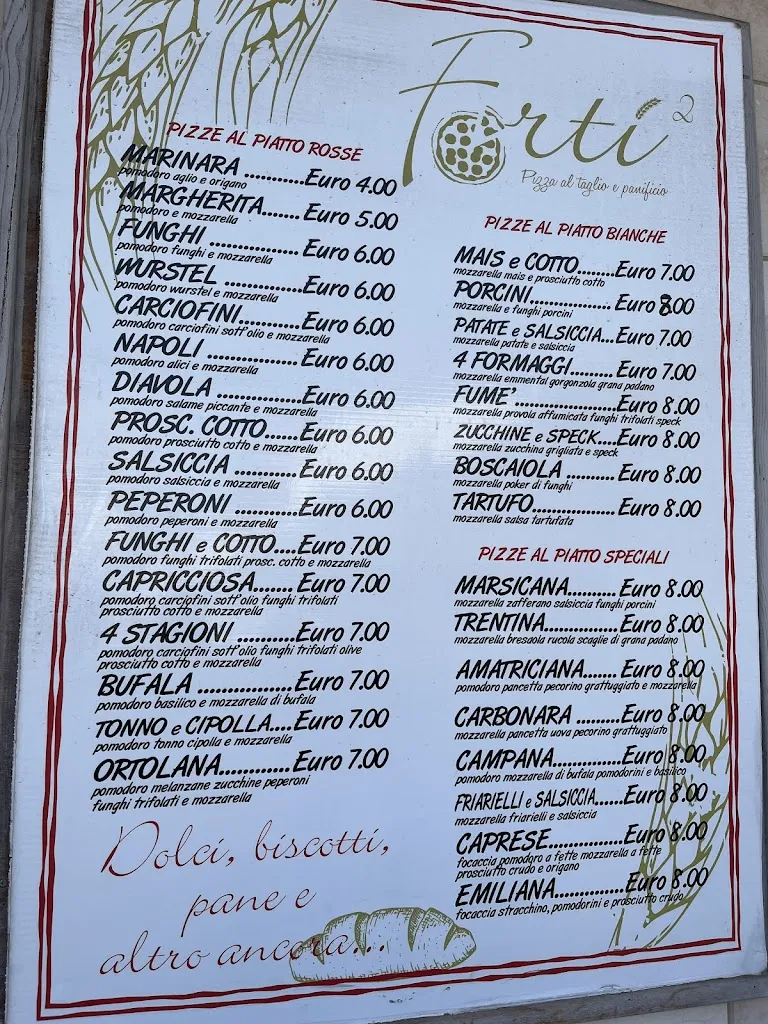 Forti 2
Pizza al taglio e panificio
PIZZE AL PIATTO ROSSE
MARINARA ............Euro 4.00
pomodoro aglio e origano
MARGHERITA.......Euro 5.00
pomodoro e mozzarella
FUNGHI ..................Euro 6.00
pomodoro funghi e mozzarella
WURSTEL ................Euro 6.00
pomodoro wurstel e mozzarella
CARCIOFINI............Euro 6.00
pomodoro carciofini sott'olio e mozzarella
NAPOLI ..................Euro 6.00
pomodoro alici e mozzarella
DIAVOLA ................Euro 6.00
pomodoro salame piccante e mozzarella
PROSC. COTTO......Euro 6.00
pomodoro prosciutto cotto e mozzarella
SALSICCIA .............Euro 6.00
pomodoro salsiccia e mozzarella
PEPERONI .............Euro 6.00
pomodoro peperoni e mozzarella
FUNGHI e COTTO....Euro 7.00
pomodoro funghi trifolati prosc. cotto e mozzarella
CAPRICCIOSA.......Euro 7.00
pomodoro carciofini sott'olio funghi trifolati
prosciutto cotto e mozzarella
4 STAGIONI ..........Euro 7.00
pomodoro carciofini sott'olio funghi trifolati olive
prosciutto cotto e mozzarella
BUFALA .................Euro 7.00
pomodoro basilico e mozzarella di bufala
TONNO e CIPOLLA....Euro 7.00
pomodoro tonno cipolla e mozzarella
ORTOLANA............Euro 7.00
pomodoro melanzane zucchine peperoni
funghi trifolati e mozzarella
Dolci, biscotti,
pane e
altro ancora...
PIZZE AL PIATTO BIANCHE
MAIS e COTTO........Euro 7.00
mozzarella mais e prosciutto cotto
PORCINI................Euro 8.00
mozzarella e funghi porcini
PATATE e SALSICCIA...Euro 7.00
mozzarella patate e salsiccia
4 FORMAGGI..........Euro 7.00
mozzarella emmental gorgonzola grana padano
FUME'....................Euro 8.00
mozzarella provola affumicata funghi trifolati speck
ZUCCHINE e SPECK....Euro 8.00
mozzarella zucchina grigliata e speck
BOSCAIOLA ..........Euro 8.00
mozzarella poker di funghi
TARTUFO.................Euro 8.00
mozzarella salsa tartufata
PIZZE AL PIATTO SPECIALI
MARSICANA.......... Euro 8.00
mozzarella zafferano salsiccia funghi porcini
TRENTINA...............Euro 8.00
mozzarella bresaola rucola scaglie di grana padano
AMATRICIANA.......Euro 8.00
pomodoro pancetta pecorino grattuggiato e mozzarella
CARBONARA ..........Euro 8.00
mozzarella pancetta uova pecorino grattuggiato
CAMPANA..............Euro 8.00
pomodoro mozzarella di bufala pomodorini e basilico
FRIARIELLI e SALSICCIA......Euro 8.00
mozzarella friarielli e salsiccia
CAPRESE................Euro 8.00
focaccia pomodoro a fette mozzarella a fette
prosciutto crudo e origano
EMILIANA..............Euro 8.00
focaccia stracchino, pomodorini e prosciutto crudo